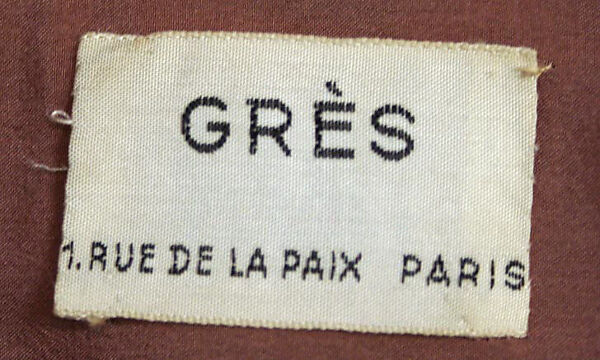 GRÈS
1. RUE DE LA PAIX PARIS